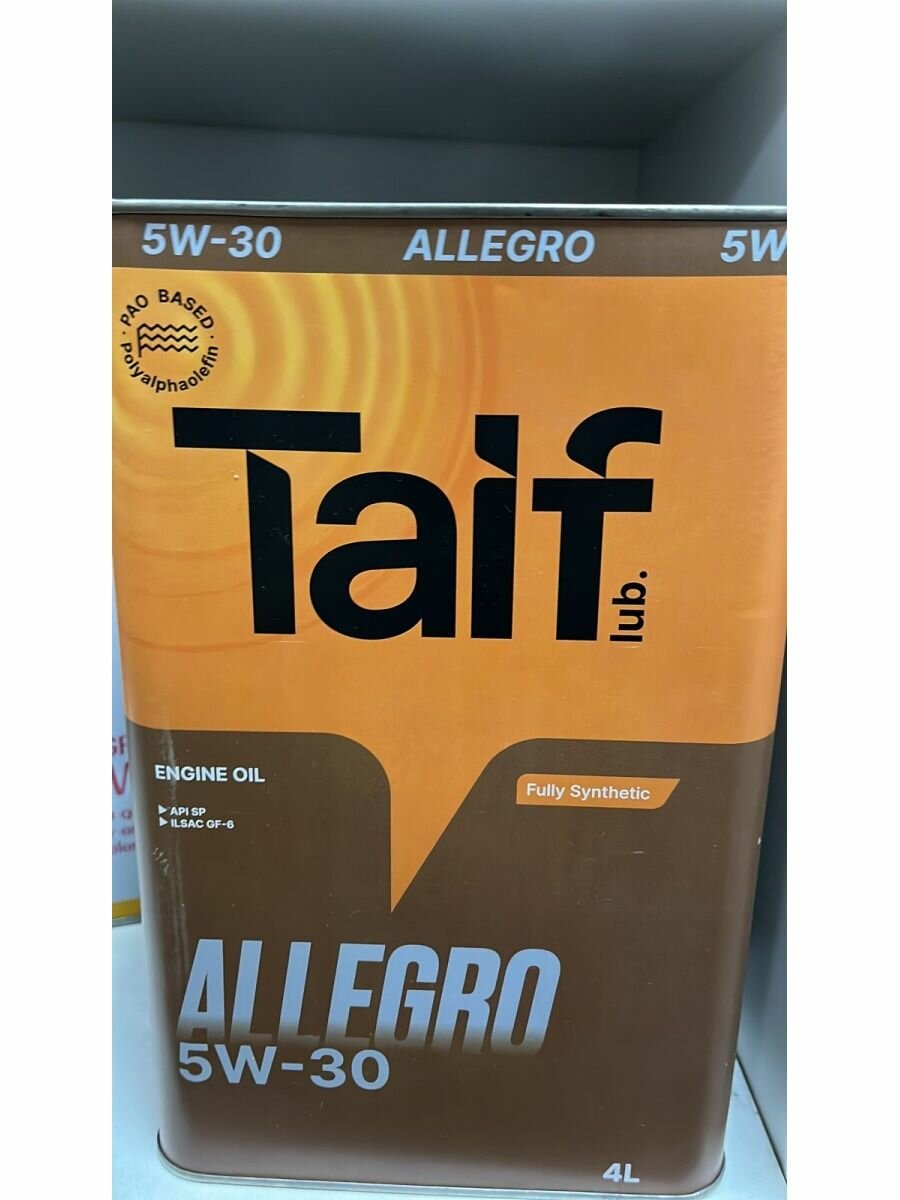 5W-30 ALLEGRO 5W
PAO BASED
Polyalphaolefin
Taif
lub.
ENGINE OIL
API SP
ILSAC GF-6
Fully Synthetic
ALLEGRO
5W-30
4L